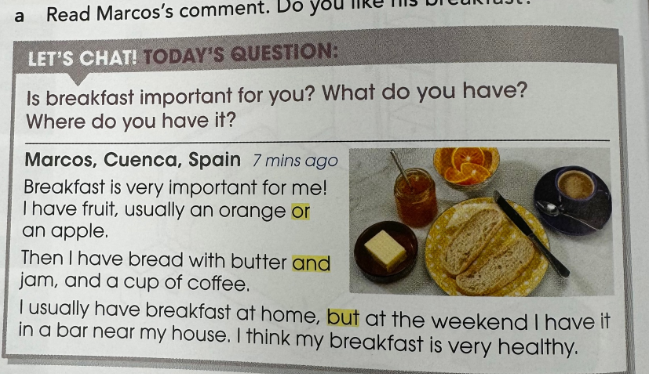 a Read Marcos's comment. Do you like his breakfast?
LET'S CHAT! TODAY'S QUESTION:
Is breakfast important for you? What do you have?
Where do you have it?
Marcos, Cuenca, Spain 7 mins ago
Breakfast is very important for me!
I have fruit, usually an orange or
an apple.
Then I have bread with butter and
jam, and a cup of coffee.
I usually have breakfast at home, but at the weekend I have it
in a bar near my house. I think my breakfast is very healthy.